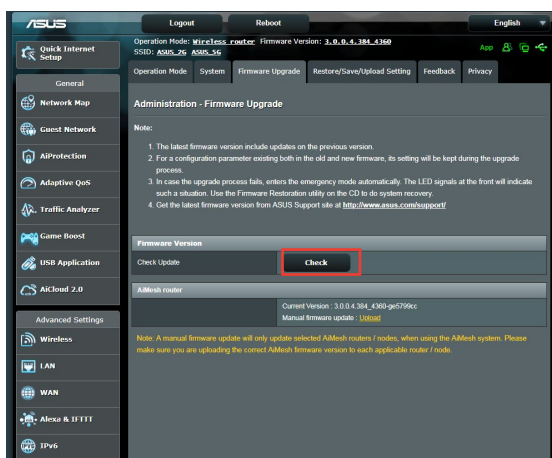 ASUS
Logout
Reboot
English
Operation Mode: Wireless router Firmware Version: 3.0.0.4.384_4360
SSID: ASUS_2G ASUS_5G
App
Quick Internet
Setup
Operation Mode
System
Firmware Upgrade
Restore/Save/Upload Setting
Feedback
Privacy
General
Network Map
Guest Network
AiProtection
Adaptive QoS
Traffic Analyzer
Game Boost
USB Application
AiCloud 2.0
Advanced Settings
Wireless
LAN
WAN
Alexa & IFTTT
IPv6
Administration - Firmware Upgrade
Note:
1. The latest firmware version include updates on the previous version.
2. For a configuration parameter existing both in the old and new firmware, its setting will be kept during the upgrade
process.
3. In case the upgrade process fails, enters the emergency mode automatically. The LED signals at the front will indicate
such a situation. Use the Firmware Restoration utility on the CD to do system recovery.
4. Get the latest firmware version from ASUS Support site at http://www.asus.com/support/
Firmware Version
Check Update
Check
AiMesh router
Current Version : 3.0.0.4.384_4360-ge5799cc
Manual firmware update : Upload
Note: A manual firmware update will only update selected AiMesh routers / nodes, when using the AiMesh system. Please
make sure you are uploading the correct AiMesh firmware version to each applicable router / node.